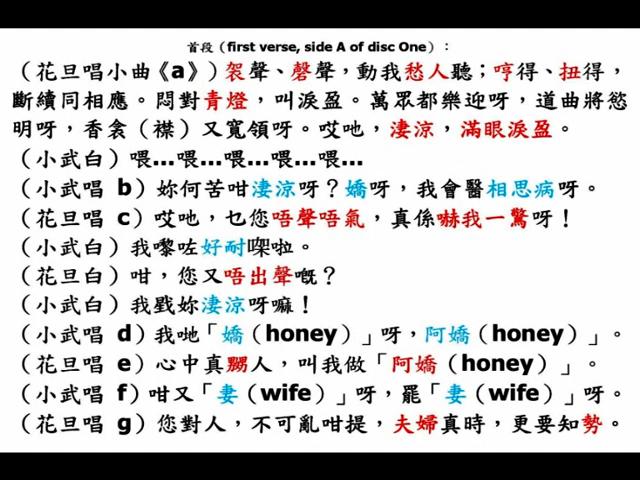 首段（first verse, side A of disc One）：
（花旦唱小曲《a》）袈聲、磬聲，動我愁人聽；哼得、扭得，
斷續同相應。悶對青燈，叫淚盈。萬眾都樂迎呀，道曲將慾
明呀，香衾（襟）又寬領呀。哎吔，淒涼，滿眼淚盈。
（小武白）喂…喂…喂…喂…喂…
（小武唱 b）妳何苦咁淒涼呀？嬌呀，我會醫相思病呀。
（花旦唱 c）哎吔，乜您唔聲唔氣，真係嚇我一驚呀！
（小武白）我嚟咗好耐㗎啦。
（花旦白）咁，您又唔出聲嘅？
（小武白）我戥妳淒涼呀嘛！
（小武唱 d）我哋「嬌（honey）」呀，阿嬌（honey）」。
（花旦唱 e）心中真嬲人，叫我做「阿嬌（honey）」。
（小武唱 f）咁又「妻（wife）」呀，罷「妻（wife）」呀。
（花旦唱 g）您對人，不可亂咁提，夫婦真時，更要知勢。